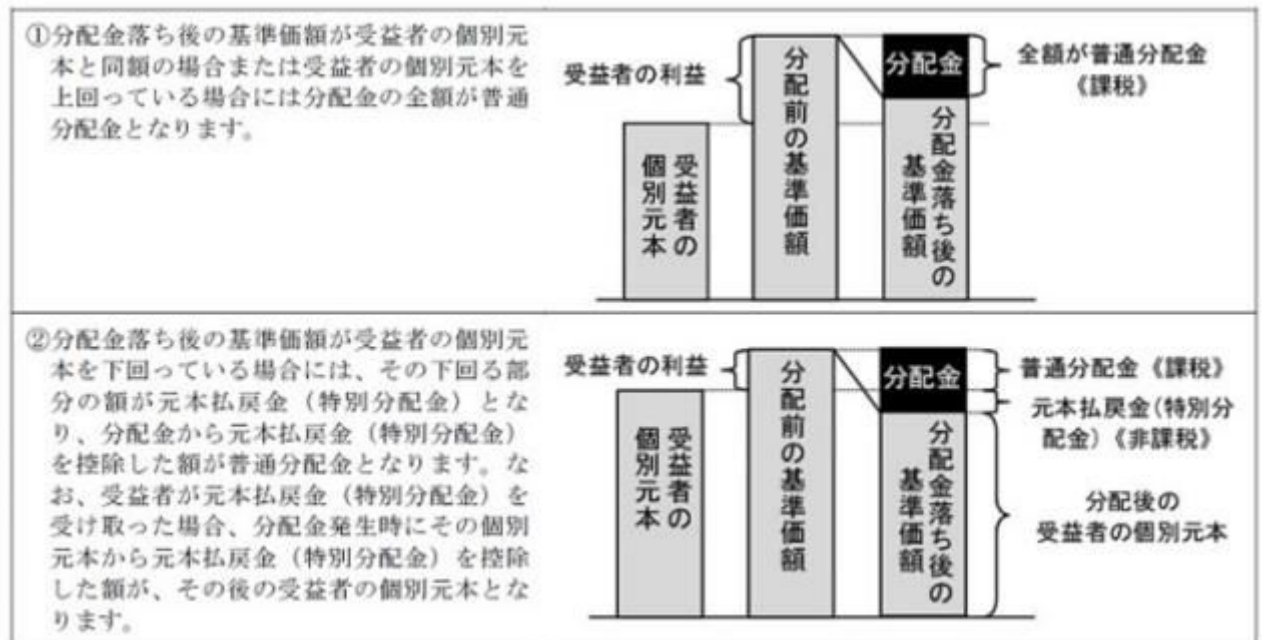 ①分配金落ち後の基準価額が受益者の個別元
本と同額の場合または受益者の個別元本を
上回っている場合には分配金の全額が普通
分配金となります。
受益者の利益
受益者の
個別元本
分配前の基準価額
分配金
分配金落ち後の
基準価額
全額が普通分配金
《課税》
②分配金落ち後の基準価額が受益者の個別元
本を下回っている場合には、その下回る部
分の額が元本払戻金（特別分配金）とな
り、分配金から元本払戻金（特別分配金）
を控除した額が普通分配金となります。な
お、受益者が元本払戻金（特別分配金）を
受け取った場合、分配金発生時にその個別
元本から元本払戻金（特別分配金）を控除
した額が、その後の受益者の個別元本とな
ります。
受益者の利益
受益者の
個別元本
分配前の基準価額
分配金
分配金落ち後の
基準価額
普通分配金《課税》
元本払戻金(特別分
配金)《非課税》
分配後の
受益者の個別元本